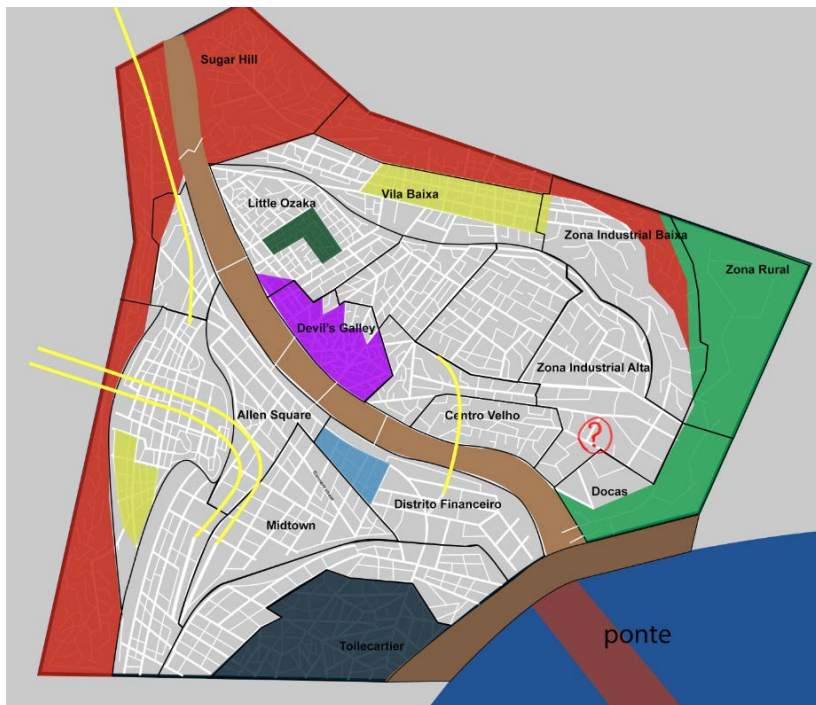 Sugar Hill
Little Ozaka
Vila Baixa
Zona Industrial Baixa
Zona Rural
Devil's Galley
Zona Industrial Alta
Allen Square
Centro Velho
?
Docas
Distrito Financeiro
Midtown
Toilecartier
ponte